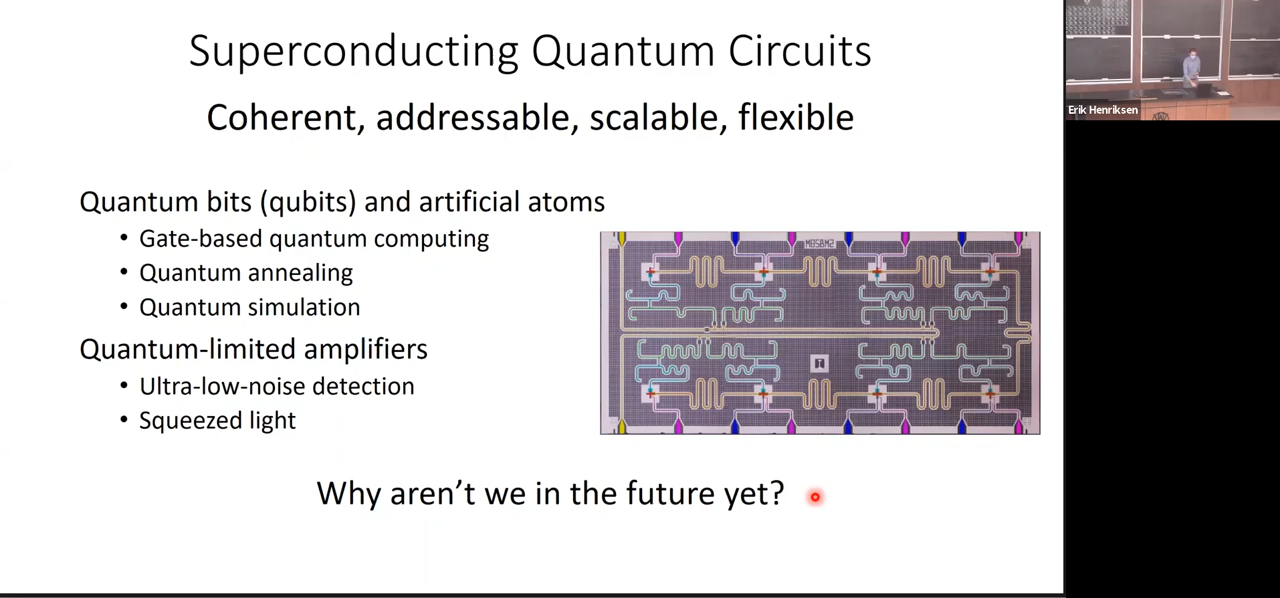 Superconducting Quantum Circuits
Coherent, addressable, scalable, flexible
Quantum bits (qubits) and artificial atoms
• Gate-based quantum computing
• Quantum annealing
• Quantum simulation
Quantum-limited amplifiers
• Ultra-low-noise detection
• Squeezed light
Why aren’t we in the future yet?
Erik Henriksen